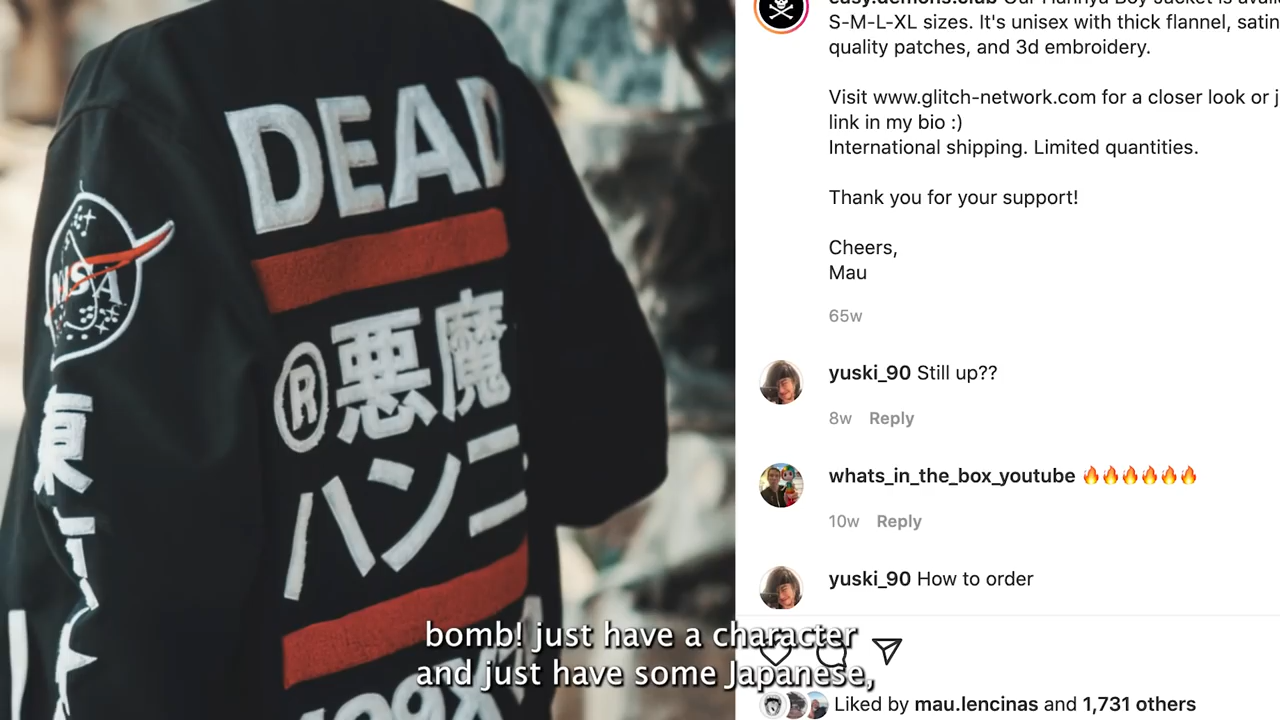 DEAD
®悪魔
ハンニ
NASA
東
S-M-L-XL sizes. It's unisex with thick flannel,
quality patches, and 3d embroidery.
Visit www.glitch-network.com for a closer look or
link in my bio :)
International shipping. Limited quantities.
Thank you for your support!
Cheers,
Mau
65w
yuski_90 Still up??
8w Reply
whats_in_the_box_youtube 🔥🔥🔥🔥🔥🔥
10w Reply
yuski_90 How to order
bomb! just have a character
and just have some Japanese,
Liked by mau.lencinas and 1,731 others